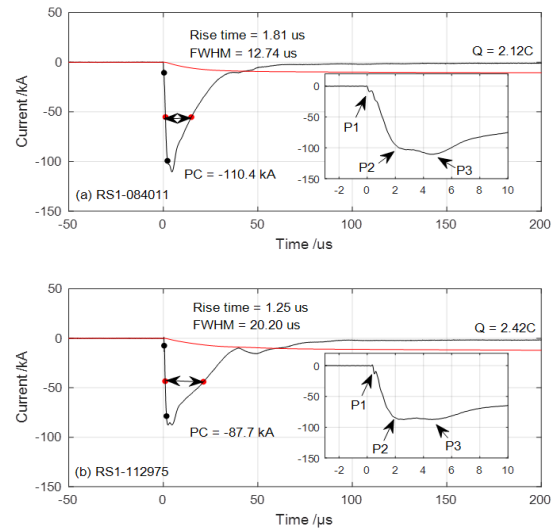 50
Rise time = 1.81 us
FWHM = 12.74 us
Q = 2.12C
0
0
P1
-50
-50
P2
P3
-100
-100
PC = -110.4 kA
-150
-2 0 2 4 6 8 10
(a) RS1-084011
-150
-50 0 50 100 150 200
Current /kA
Time /us
50
Rise time = 1.25 us
FWHM = 20.20 us
Q = 2.42C
0
0
P1
-50
-50
P2
P3
-100
PC = -87.7 kA
-100
-150
-2 0 2 4 6 8 10
(b) RS1-112975
-150
-50 0 50 100 150 200
Current /kA
Time /µs